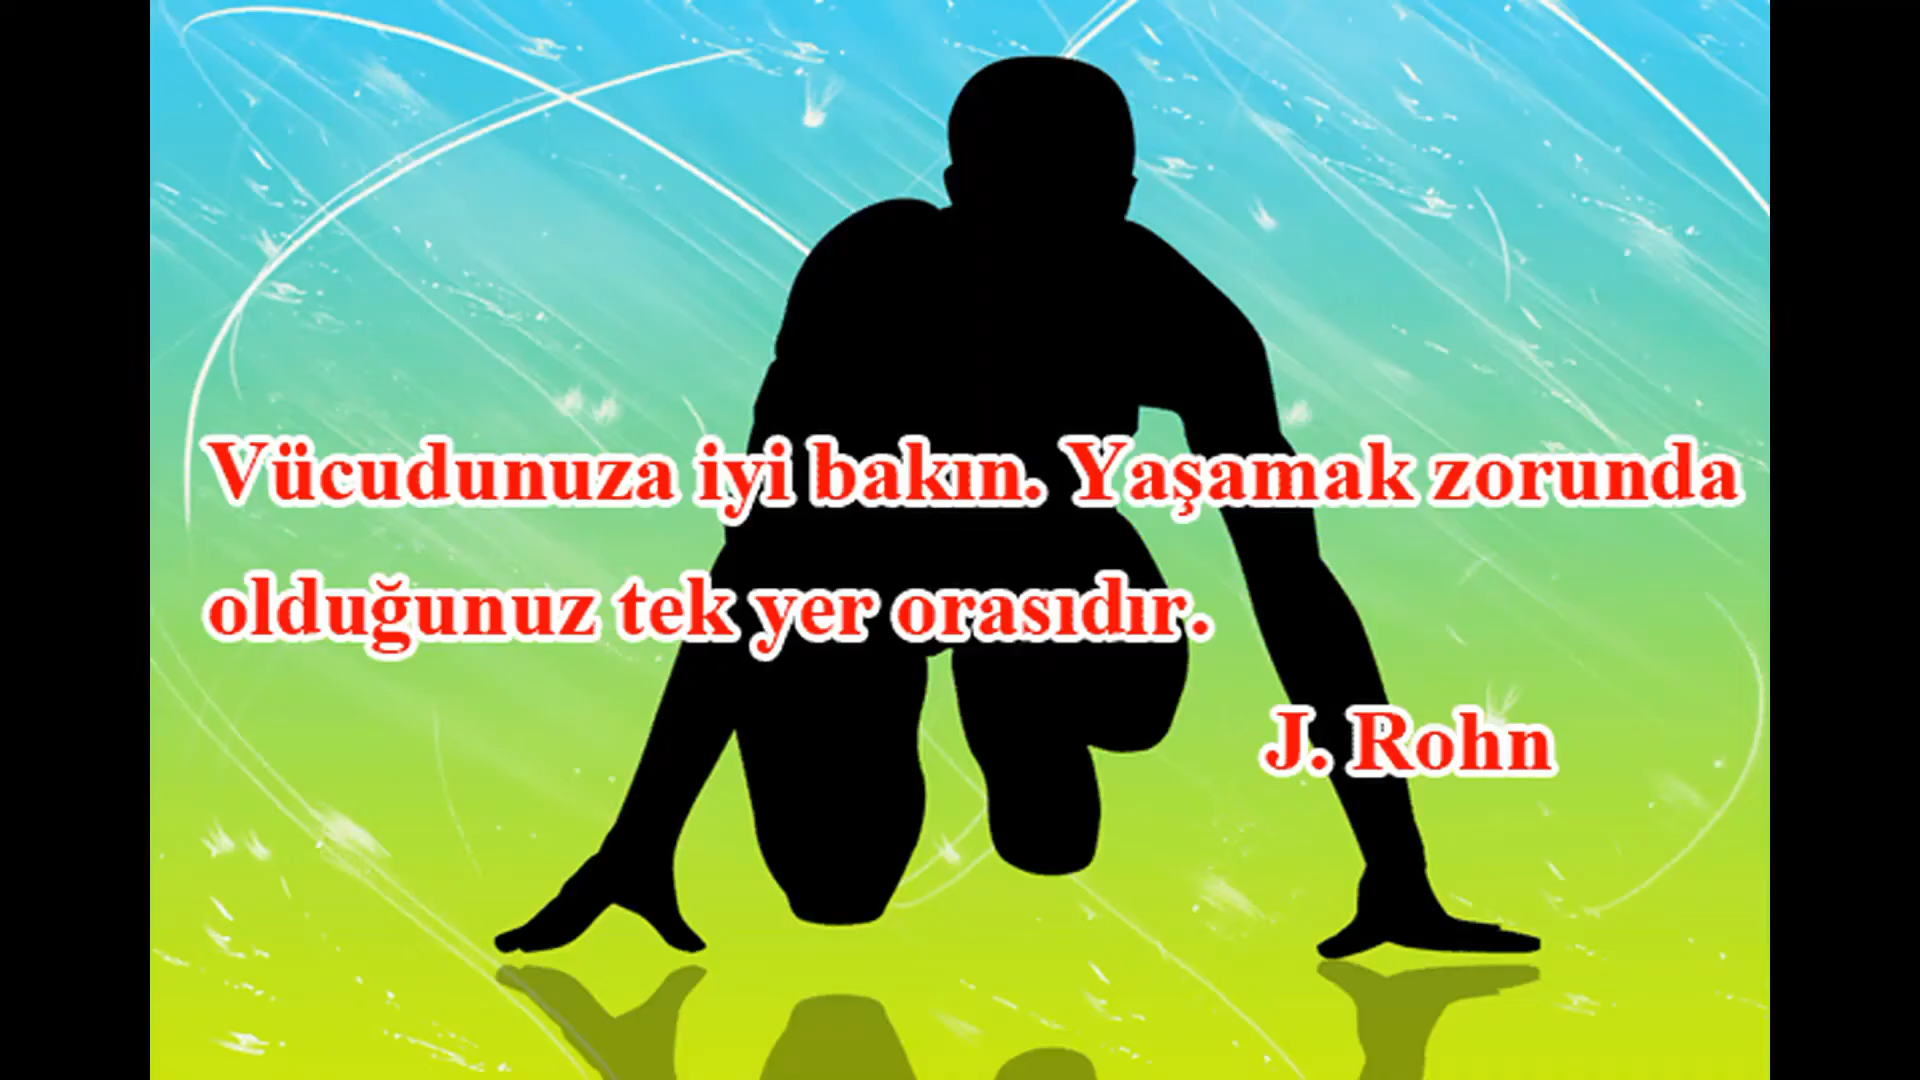 Vücudunuza iyi bakın. Yaşamak zorunda
olduğunuz tek yer orasıdır.
J. Rohn